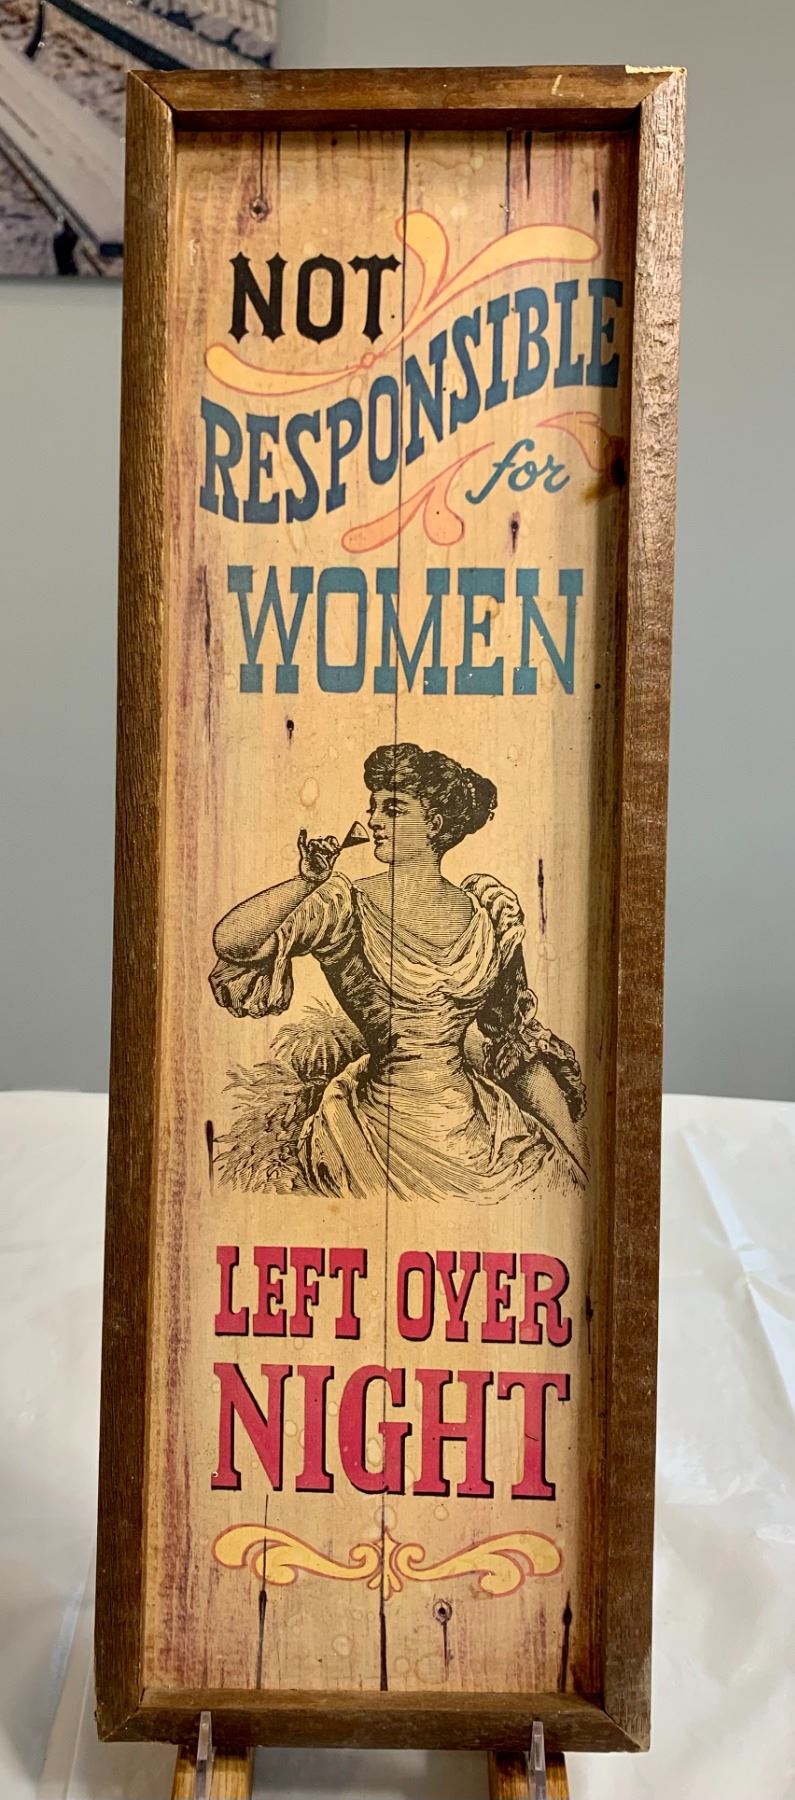 NOT
RESPONSIBLE
for
WOMEN
LEFT OVER
NIGHT